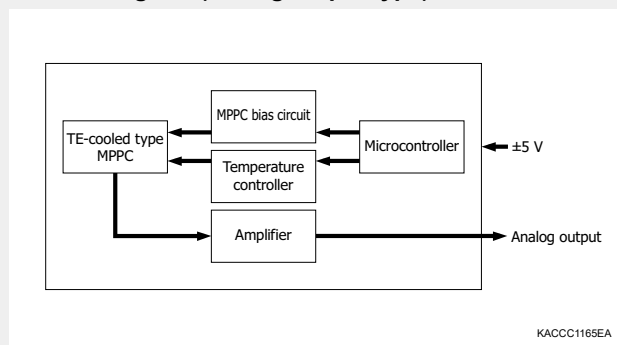 MPPC bias circuit
TE-cooled type
MPPC
Microcontroller
±5 V
Temperature
controller
Amplifier
Analog output
KACCC1165EA